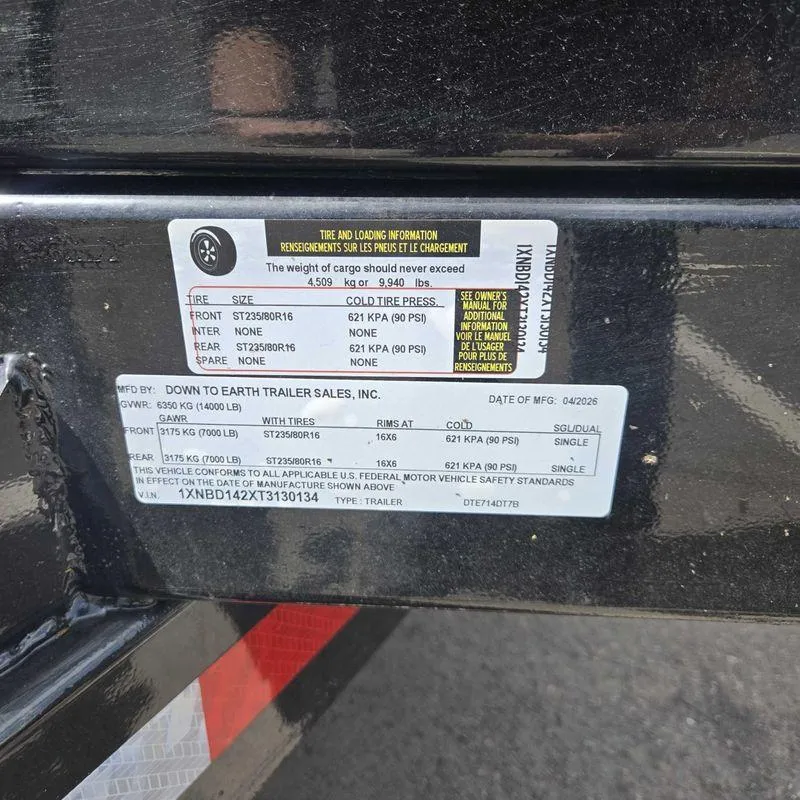 TIRE AND LOADING INFORMATION
RENSEIGNEMENTS SUR LES PNEUS ET LE CHARGEMENT
The weight of cargo should never exceed
4,509 kg or 9,940 lbs.
TIRE SIZE COLD TIRE PRESS.
FRONT ST235/80R16 621 KPA (90 PSI)
INTER NONE NONE
REAR ST235/80R16 621 KPA (90 PSI)
SPARE NONE NONE
SEE OWNER'S
MANUAL FOR
ADDITIONAL
INFORMATION
VOIR LE MANUEL
DE L'USAGER
POUR PLUS DE
RENSEIGNEMENTS
1XNBD142XT3130134
MFD BY: DOWN TO EARTH TRAILER SALES, INC. DATE OF MFG: 04/2026
GVWR: 6350 KG (14000 LB)
GAWR WITH TIRES RIMS AT COLD SGL/DUAL
FRONT 3175 KG (7000 LB) ST235/80R16 16X6 621 KPA (90 PSI) SINGLE
REAR 3175 KG (7000 LB) ST235/80R16 16X6 621 KPA (90 PSI) SINGLE
THIS VEHICLE CONFORMS TO ALL APPLICABLE U.S. FEDERAL MOTOR VEHICLE SAFETY STANDARDS
IN EFFECT ON THE DATE OF MANUFACTURE SHOWN ABOVE
V.I.N. 1XNBD142XT3130134 TYPE: TRAILER DTE714DT7B